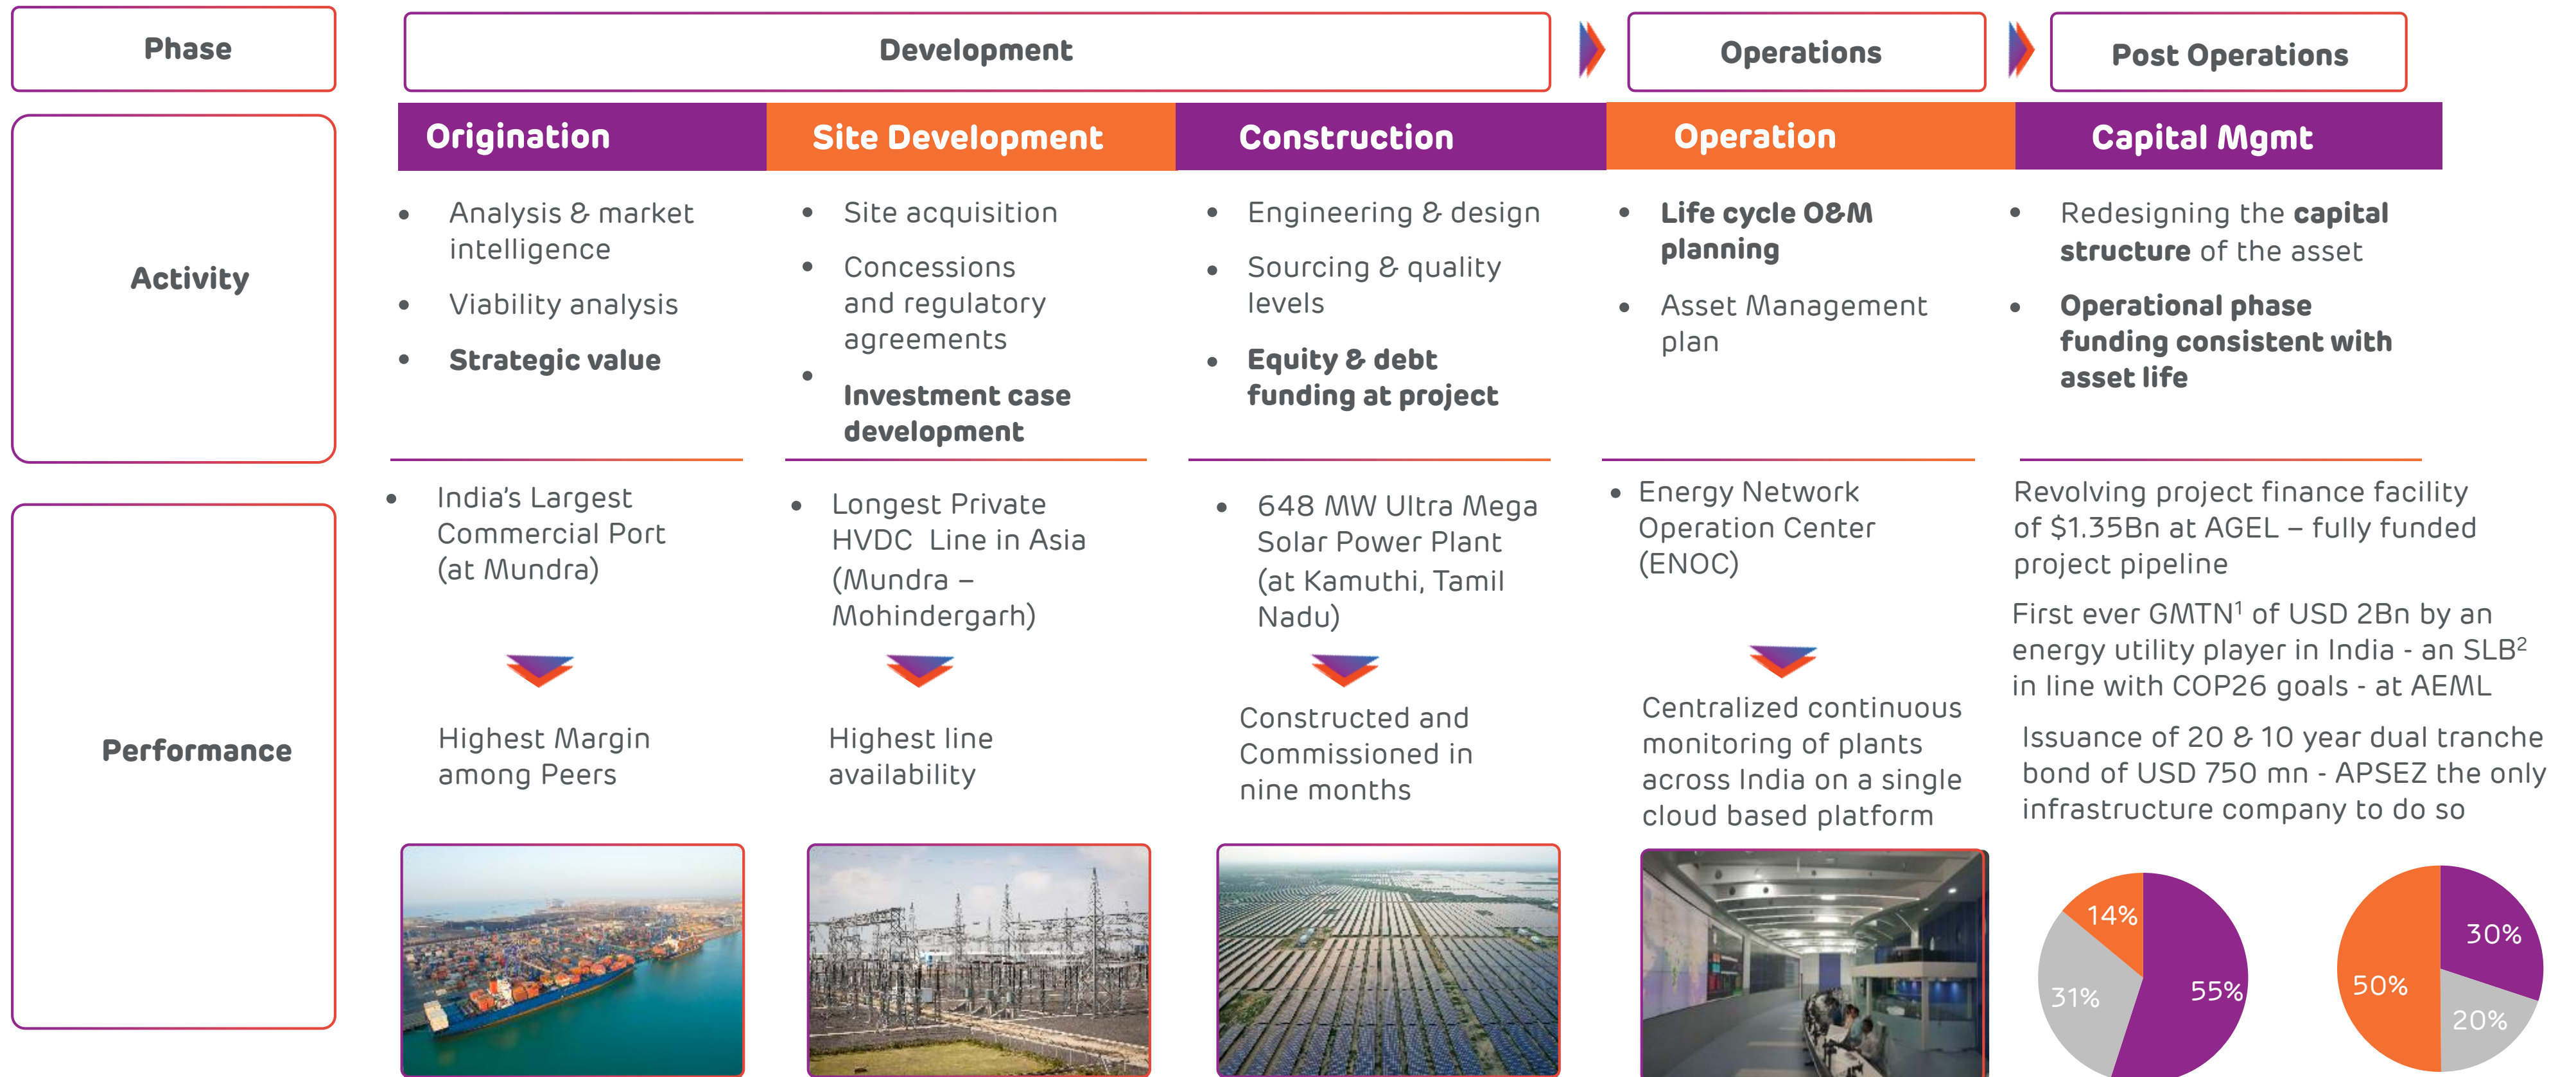 Phase
Development
Operations
Post Operations
Activity
Origination
Site Development
Construction
Operation
Capital Mgmt
• Analysis & market
intelligence
• Viability analysis
• Strategic value
• Site acquisition
• Concessions
and regulatory
agreements
• Investment case
development
• Engineering & design
• Sourcing & quality
levels
• Equity & debt
funding at project
• Life cycle O&M
planning
• Asset Management
plan
• Redesigning the capital
structure of the asset
• Operational phase
funding consistent with
asset life
Performance
• India's Largest
Commercial Port
(at Mundra)
Highest Margin
among Peers
• Longest Private
HVDC Line in Asia
(Mundra –
Mohindergarh)
Highest line
availability
• 648 MW Ultra Mega
Solar Power Plant
(at Kamuthi, Tamil
Nadu)
Constructed and
Commissioned in
nine months
• Energy Network
Operation Center
(ENOC)
Centralized continuous
monitoring of plants
across India on a single
cloud based platform
Revolving project finance facility
of $1.35Bn at AGEL – fully funded
project pipeline
First ever GMTN¹ of USD 2Bn by an
energy utility player in India - an SLB²
in line with COP26 goals - at AEML
Issuance of 20 & 10 year dual tranche
bond of USD 750 mn - APSEZ the only
infrastructure company to do so
14%
31%
55%
50%
30%
20%